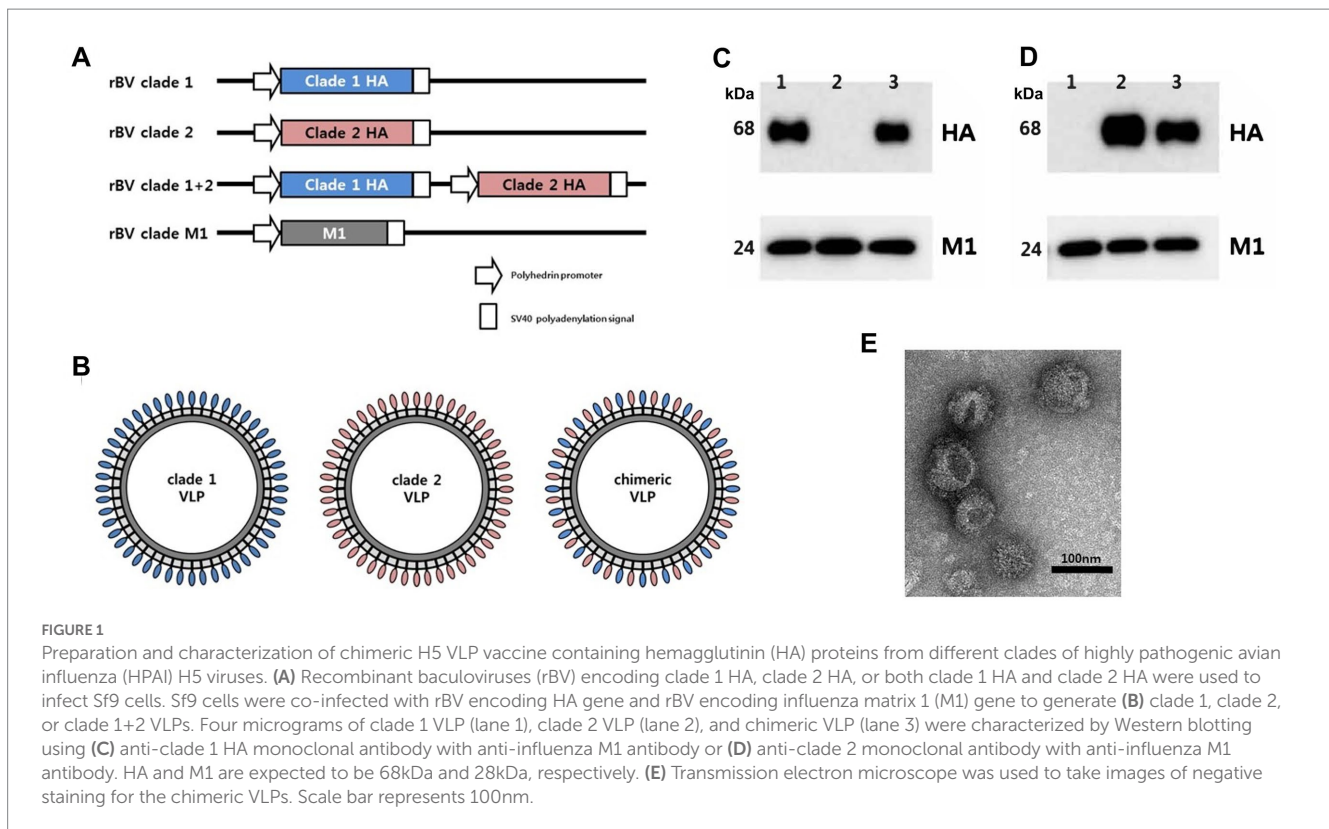 A
rBV clade 1
Clade 1 HA
rBV clade 2
Clade 2 HA
rBV clade 1+2
Clade 1 HA
Clade 2 HA
rBV clade M1
M1
Polyhedrin promoter
SV40 polyadenylation signal
C
kDa
1 2 3
68
HA
24
M1
D
kDa
1 2 3
68
HA
24
M1
B
clade 1
VLP
clade 2
VLP
chimeric
VLP
E
100nm
FIGURE 1
Preparation and characterization of chimeric H5 VLP vaccine containing hemagglutinin (HA) proteins from different clades of highly pathogenic avian
influenza (HPAI) H5 viruses. (A) Recombinant baculoviruses (rBV) encoding clade 1 HA, clade 2 HA, or both clade 1 HA and clade 2 HA were used to
infect Sf9 cells. Sf9 cells were co-infected with rBV encoding HA gene and rBV encoding influenza matrix 1 (M1) gene to generate (B) clade 1, clade 2,
or clade 1+2 VLPs. Four micrograms of clade 1 VLP (lane 1), clade 2 VLP (lane 2), and chimeric VLP (lane 3) were characterized by Western blotting
using (C) anti-clade 1 HA monoclonal antibody with anti-influenza M1 antibody or (D) anti-clade 2 monoclonal antibody with anti-influenza M1
antibody. HA and M1 are expected to be 68kDa and 28kDa, respectively. (E) Transmission electron microscope was used to take images of negative
staining for the chimeric VLPs. Scale bar represents 100nm.